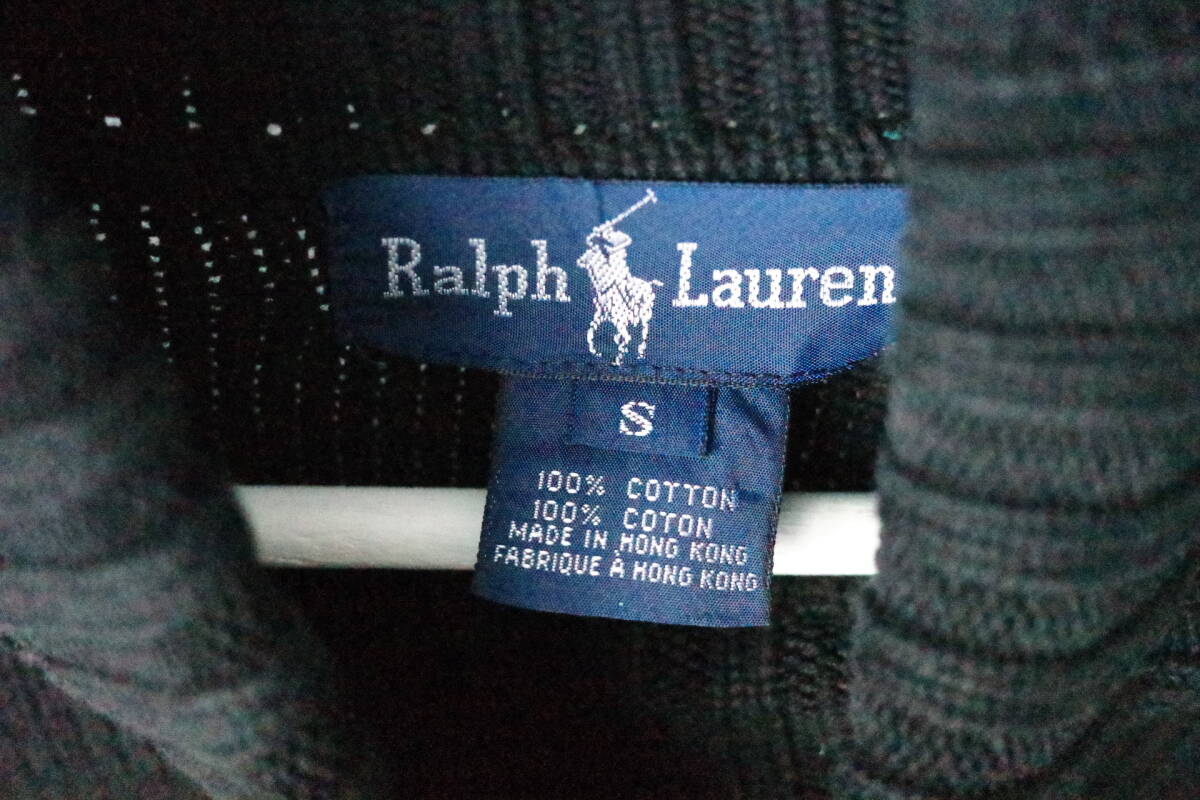 Ralph Lauren
S
100% COTTON
100% COTON
MADE IN HONG KONG
FABRIQUE À HONG KONG